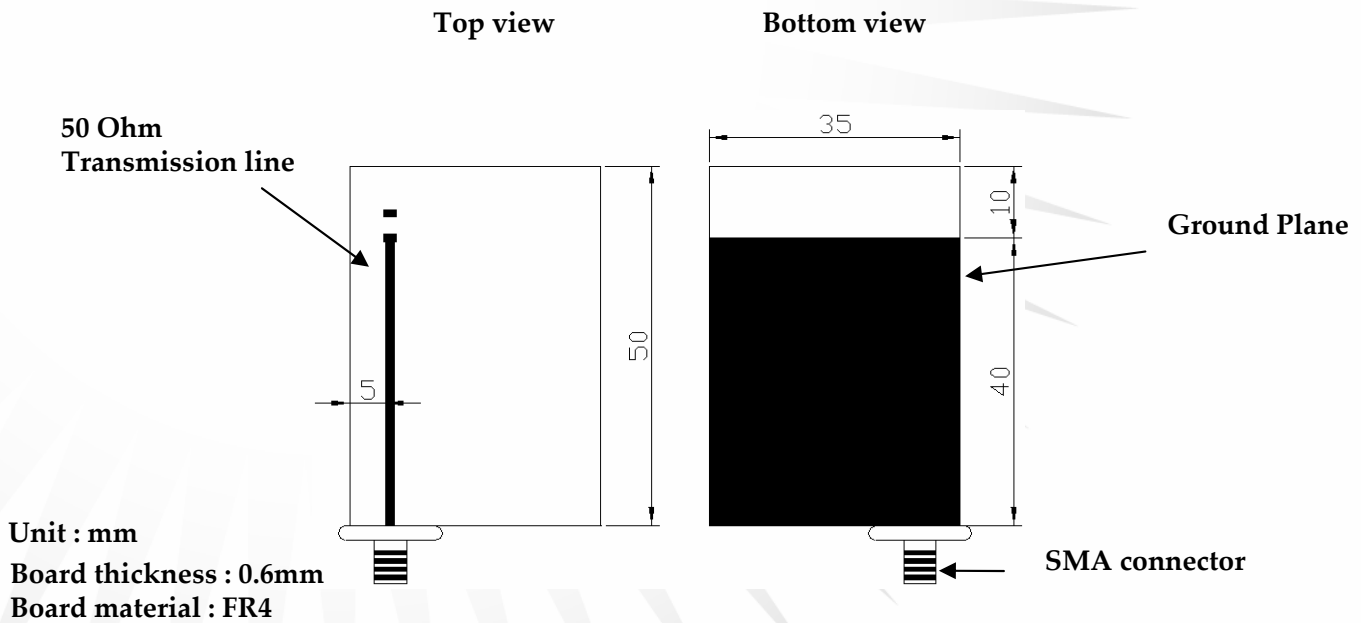 Top view
Bottom view
50 Ohm
Transmission line
35
10
Ground Plane
50
5
40
Unit : mm
Board thickness : 0.6mm
Board material : FR4
SMA connector